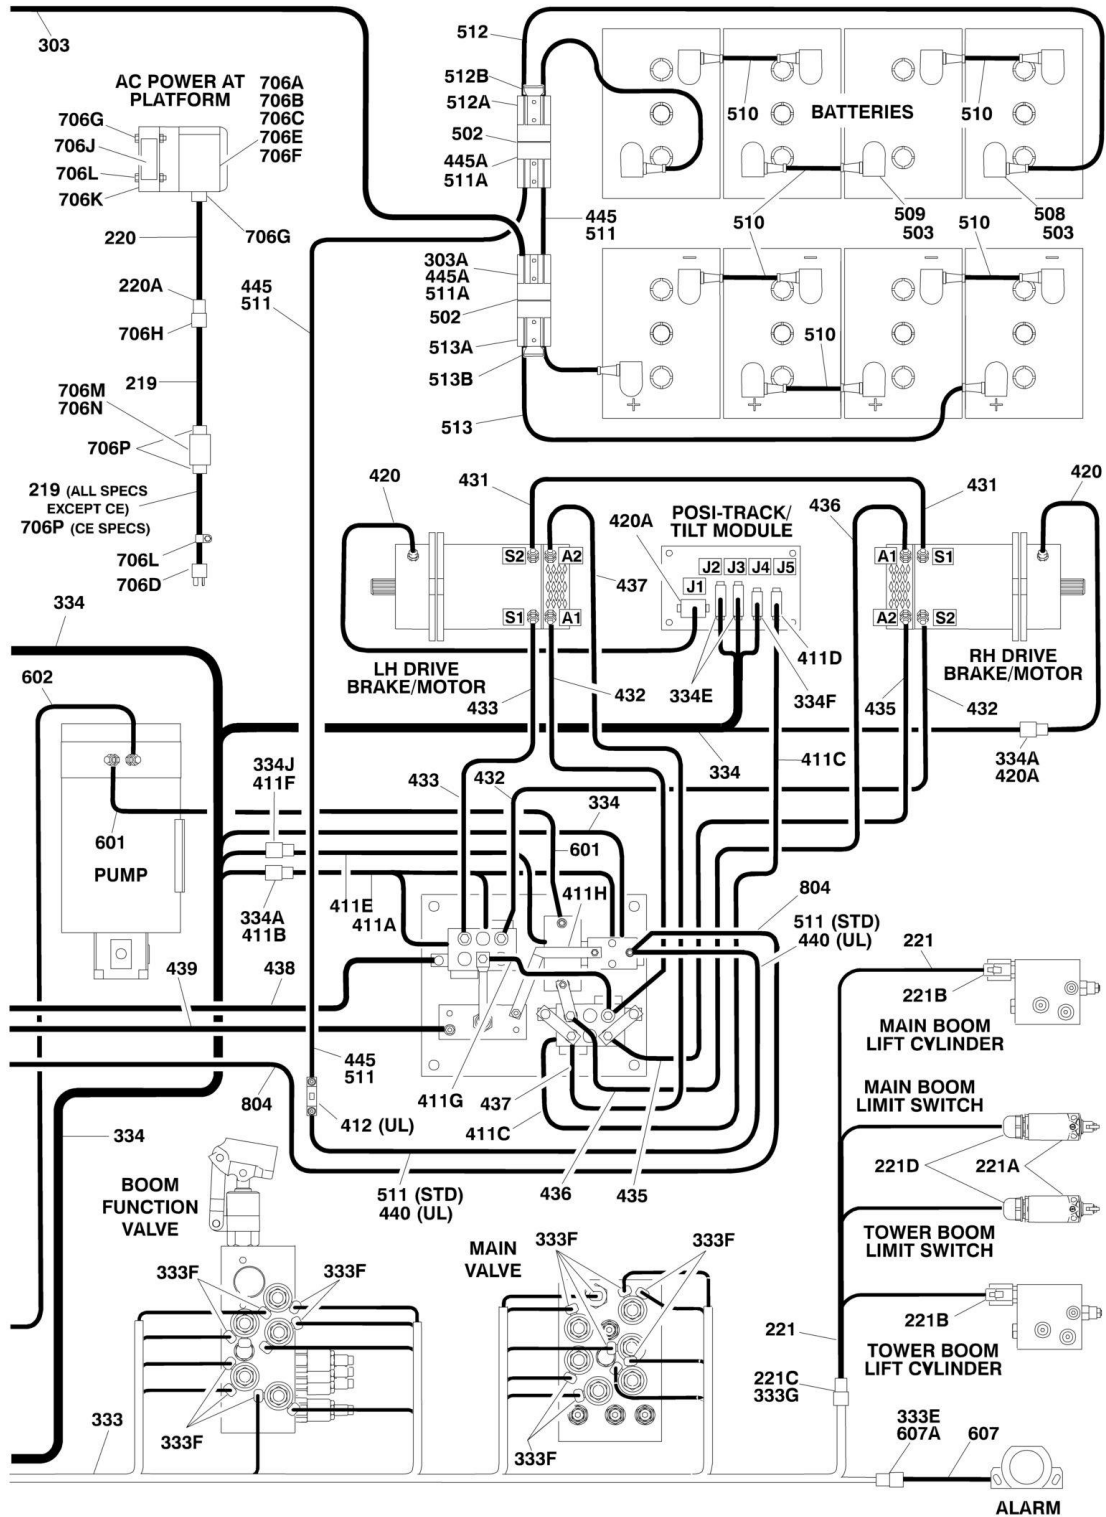 303
512
AC POWER AT
PLATFORM
706A
706B
706C
706E
706F
706G
706J
706L
706K
706G
220
220A
706H
219
706M
706N
706P
219 (ALL SPECS
EXCEPT CE)
706P (CE SPECS)
706L
706D
512B
512A
502
445A
511A
445
511
303A
445A
511A
502
513A
513B
513
445
511
510
BATTERIES
510
510
509
503
508
503
510
510
−
−
−
−
510
+
+
+
+
420
431
420A
POSI-TRACK/
TILT MODULE
436
431
420
S2
A2
S1
A1
437
J1
J2
J3
J4
J5
A1
S1
A2
S2
LH DRIVE
BRAKE/MOTOR
433
432
334E
411D
334F
435
432
RH DRIVE
BRAKE/MOTOR
334
602
334J
411F
433
432
334
411C
334A
420A
601
PUMP
334
601
411E
411A
411H
804
334A
411B
511 (STD)
440 (UL)
439
438
221
221B
MAIN BOOM
LIFT CYLINDER
445
511
804
412 (UL)
411G
437
411C
435
MAIN BOOM
LIMIT SWITCH
334
221D
221A
BOOM
FUNCTION
VALVE
511 (STD)
440 (UL)
436
435
TOWER BOOM
LIMIT SWITCH
333F
333F
MAIN
VALVE
333F
333F
221B
TOWER BOOM
LIFT CYLINDER
221
221C
333G
333
333F
333F
333E
607A
607
ALARM